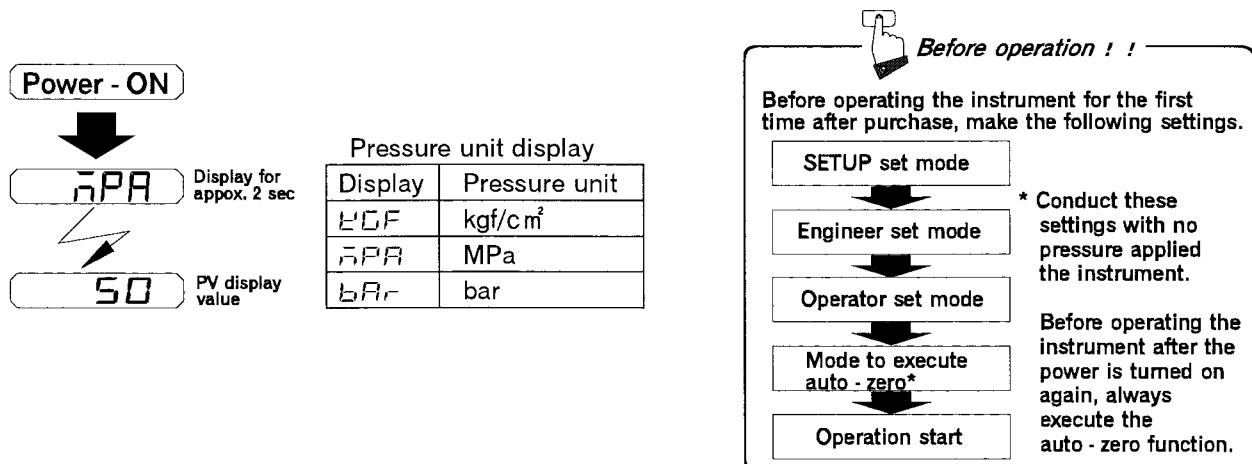 Power - ON
MPA
Display for
appox. 2 sec
50
PV display
value
Pressure unit display
Display Pressure unit
KGF kgf/cm²
MPA MPa
bAr bar
Before operation ! !
Before operating the instrument for the first
time after purchase, make the following settings.
SETUP set mode
Engineer set mode
Operator set mode
Mode to execute
auto - zero*
Operation start
* Conduct these
settings with no
pressure applied
the instrument.
Before operating the
instrument after the
power is turned on
again, always
execute the
auto - zero function.